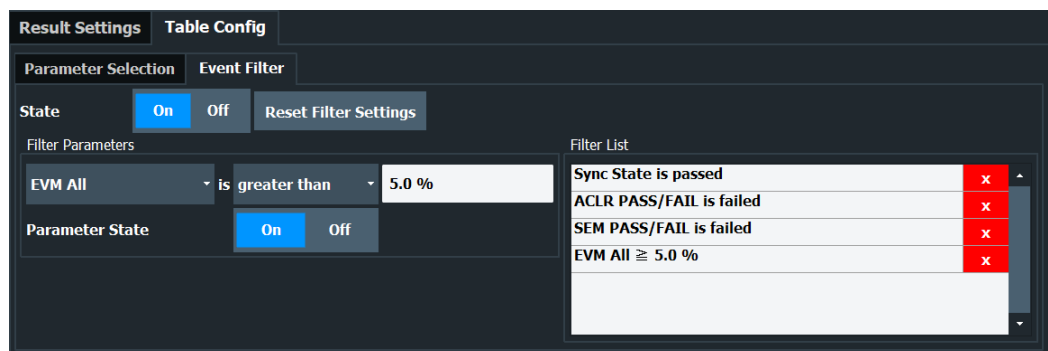 Result Settings Table Config
Parameter Selection Event Filter
State On Off Reset Filter Settings
Filter Parameters
EVM All is greater than 5.0 %
Parameter State On Off
Filter List
Sync State is passed x
ACLR PASS/FAIL is failed x
SEM PASS/FAIL is failed x
EVM All ≧ 5.0 % x